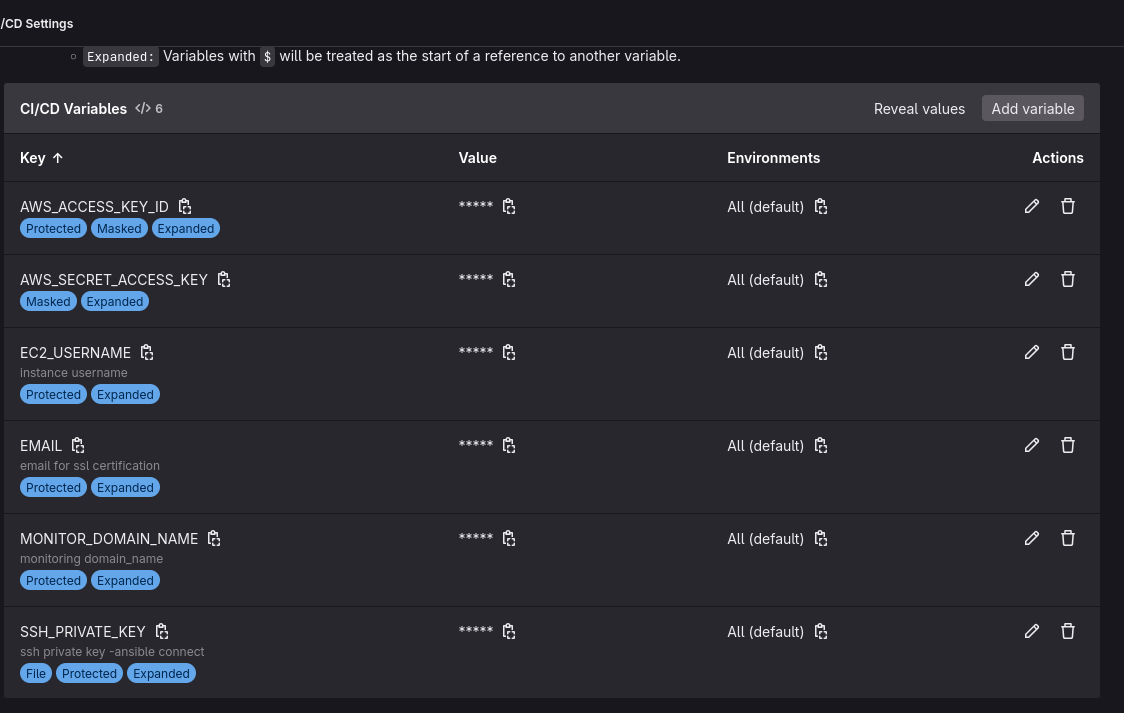 /CD Settings
Expanded: Variables with $ will be treated as the start of a reference to another variable.
CI/CD Variables </> 6 Reveal values Add variable
Key ↑ Value Environments Actions
AWS_ACCESS_KEY_ID ***** All (default)
Protected Masked Expanded
AWS_SECRET_ACCESS_KEY ***** All (default)
Masked Expanded
EC2_USERNAME ***** All (default)
instance username
Protected Expanded
EMAIL ***** All (default)
email for ssl certification
Protected Expanded
MONITOR_DOMAIN_NAME ***** All (default)
monitoring domain_name
Protected Expanded
SSH_PRIVATE_KEY ***** All (default)
ssh private key -ansible connect
File Protected Expanded